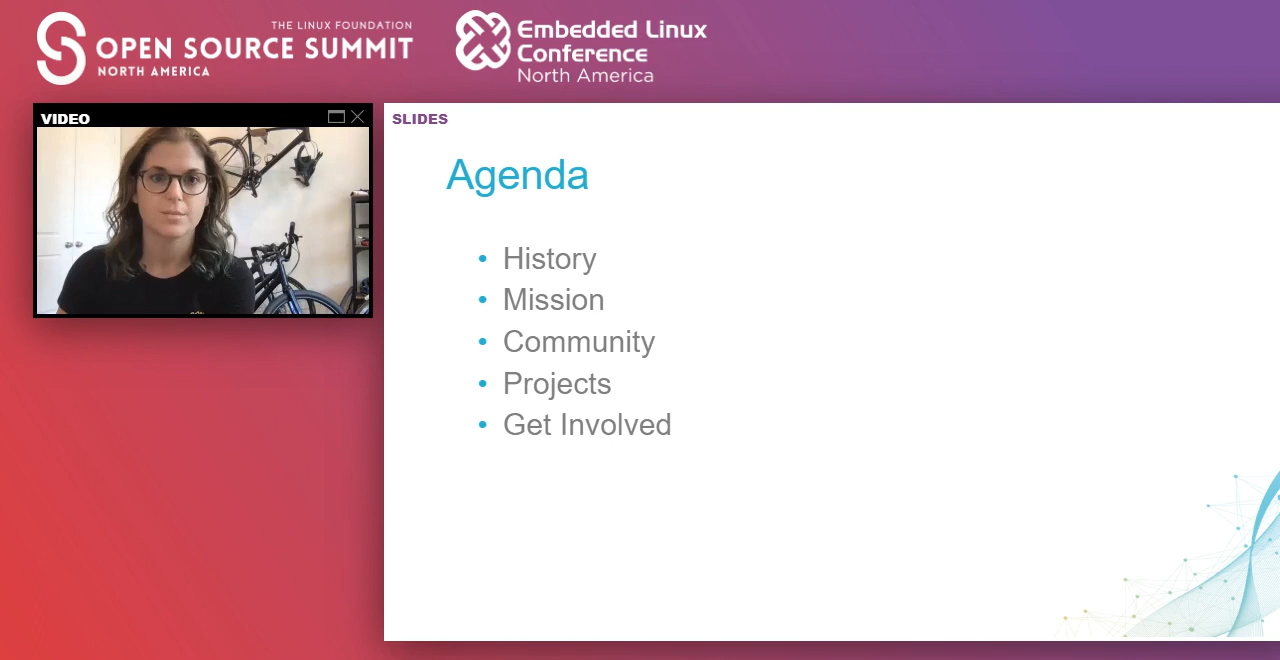 THE LINUX FOUNDATION
OPEN SOURCE SUMMIT
NORTH AMERICA
Embedded Linux
Conference
North America
VIDEO
SLIDES
Agenda
• History
• Mission
• Community
• Projects
• Get Involved